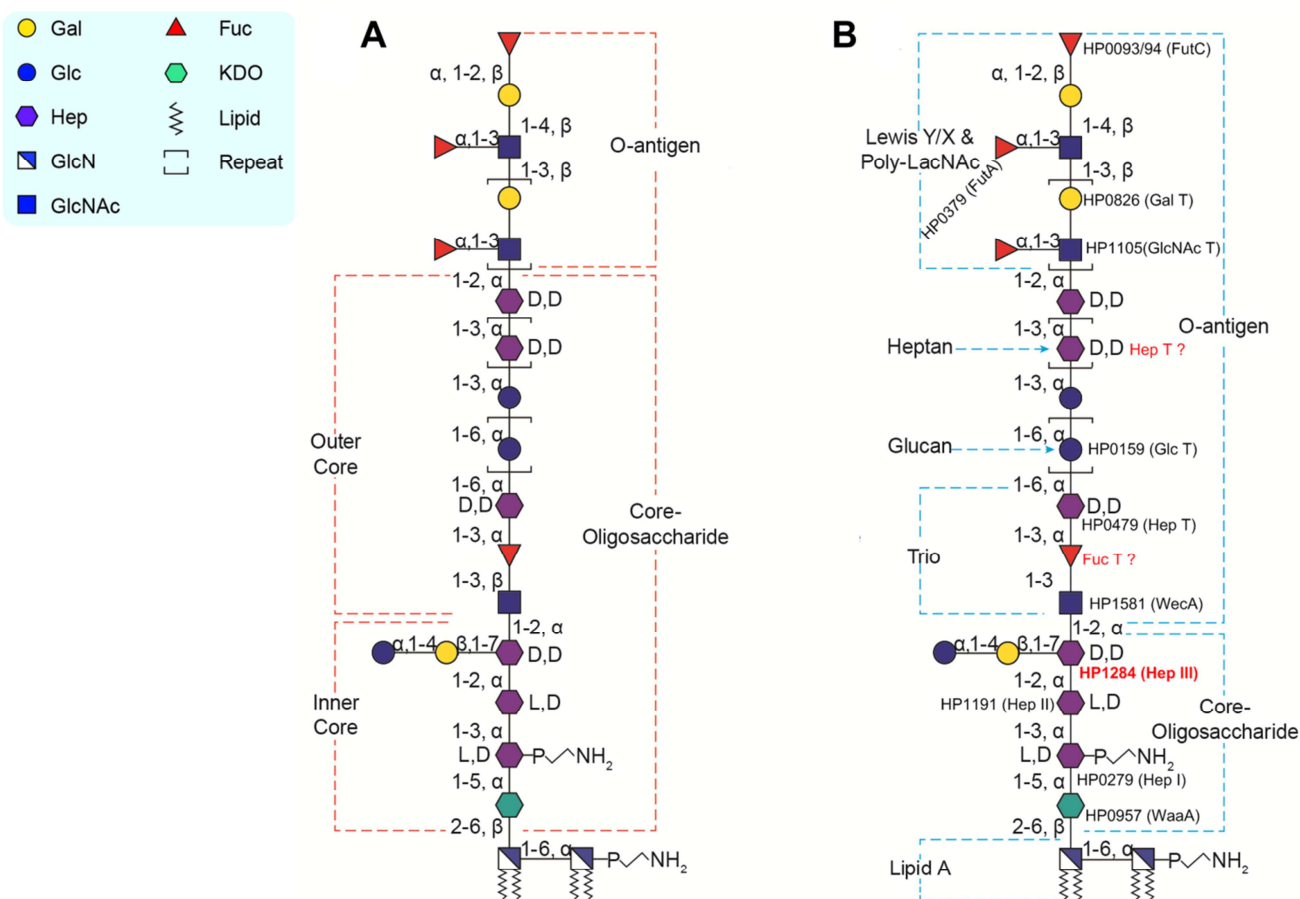 Gal
Fuc
Glc
KDO
Hep
Lipid
GlcN
Repeat
GlcNAc
A
α, 1-2, β
1-4, β
α,1-3
O-antigen
1-3, β
α,1-3
1-2, α
D,D
1-3, α
D,D
1-3, α
Outer
Core
1-6, α
1-6, α
D,D
Core-
Oligosaccharide
1-3, α
1-3, β
1-2, α
α,1-4
β,1-7
D,D
1-2, α
Inner
Core
L,D
1-3, α
L,D
P
NH2
1-5, α
2-6, β
1-6, α
P
NH2
B
HP0093/94 (FutC)
α, 1-2, β
1-4, β
Lewis Y/X &
Poly-LacNAc
α,1-3
1-3, β
HP0379 (FutA)
HP0826 (Gal T)
α,1-3
HP1105(GlcNAc T)
1-2, α
D,D
O-antigen
1-3, α
Heptan
D,D
Hep T ?
1-3, α
1-6, α
Glucan
HP0159 (Glc T)
1-6, α
D,D
HP0479 (Hep T)
1-3, α
Trio
Fuc T ?
1-3
HP1581 (WecA)
1-2, α
α,1-4
β,1-7
D,D
HP1284 (Hep III)
1-2, α
HP1191 (Hep II)
L,D
Core-
Oligosaccharide
1-3, α
L,D
P
NH2
1-5, α
HP0279 (Hep I)
HP0957 (WaaA)
2-6, β
Lipid A
1-6, α
P
NH2